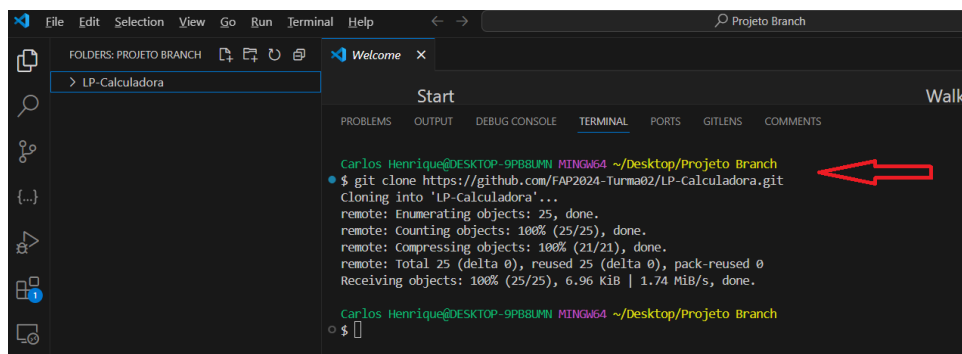 File Edit Selection View Go Run Terminal Help
Projeto Branch
FOLDERS: PROJETO BRANCH
Welcome
LP-Calculadora
Start
Walk
PROBLEMS OUTPUT DEBUG CONSOLE TERMINAL PORTS GITLENS COMMENTS
Carlos Henrique@DESKTOP-9PB8UMN MINGW64 ~/Desktop/Projeto Branch
$ git clone https://github.com/FAP2024-Turma02/LP-Calculadora.git
Cloning into 'LP-Calculadora'...
remote: Enumerating objects: 25, done.
remote: Counting objects: 100% (25/25), done.
remote: Compressing objects: 100% (21/21), done.
remote: Total 25 (delta 0), reused 25 (delta 0), pack-reused 0
Receiving objects: 100% (25/25), 6.96 KiB | 1.74 MiB/s, done.
Carlos Henrique@DESKTOP-9PB8UMN MINGW64 ~/Desktop/Projeto Branch
$
1